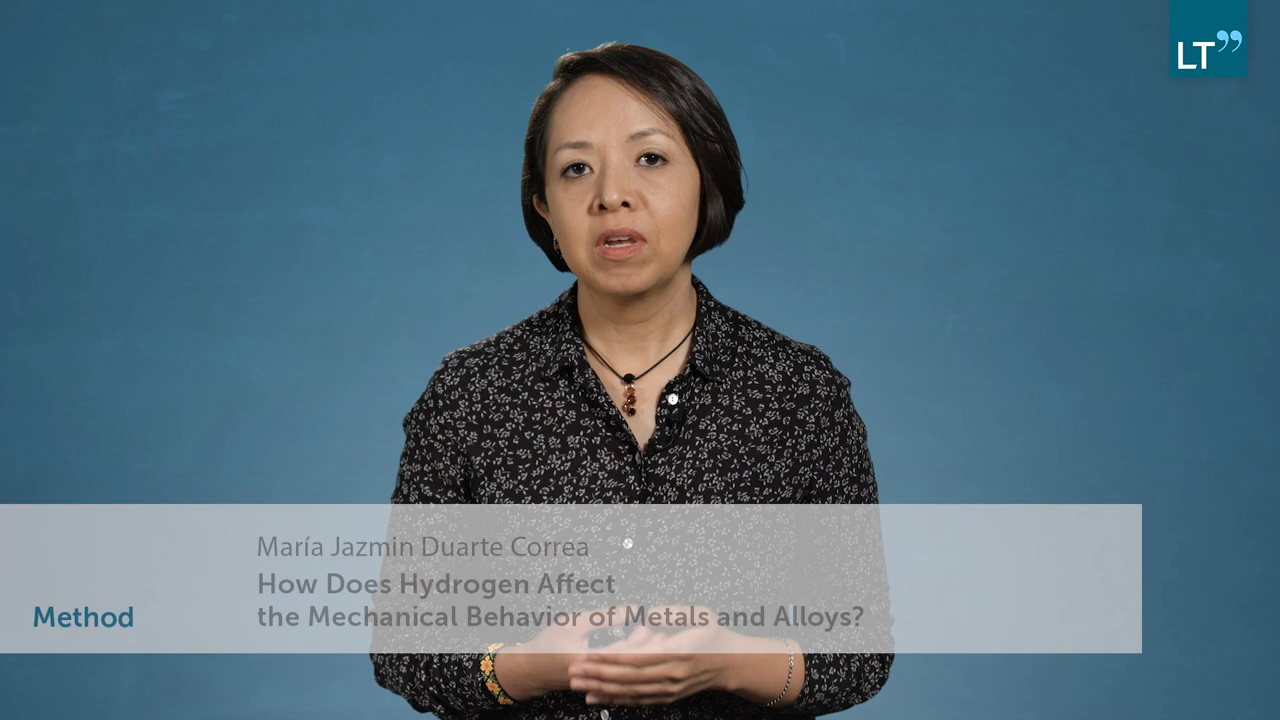 LT”
María Jazmin Duarte Correa
How Does Hydrogen Affect
the Mechanical Behavior of Metals and Alloys?
Method